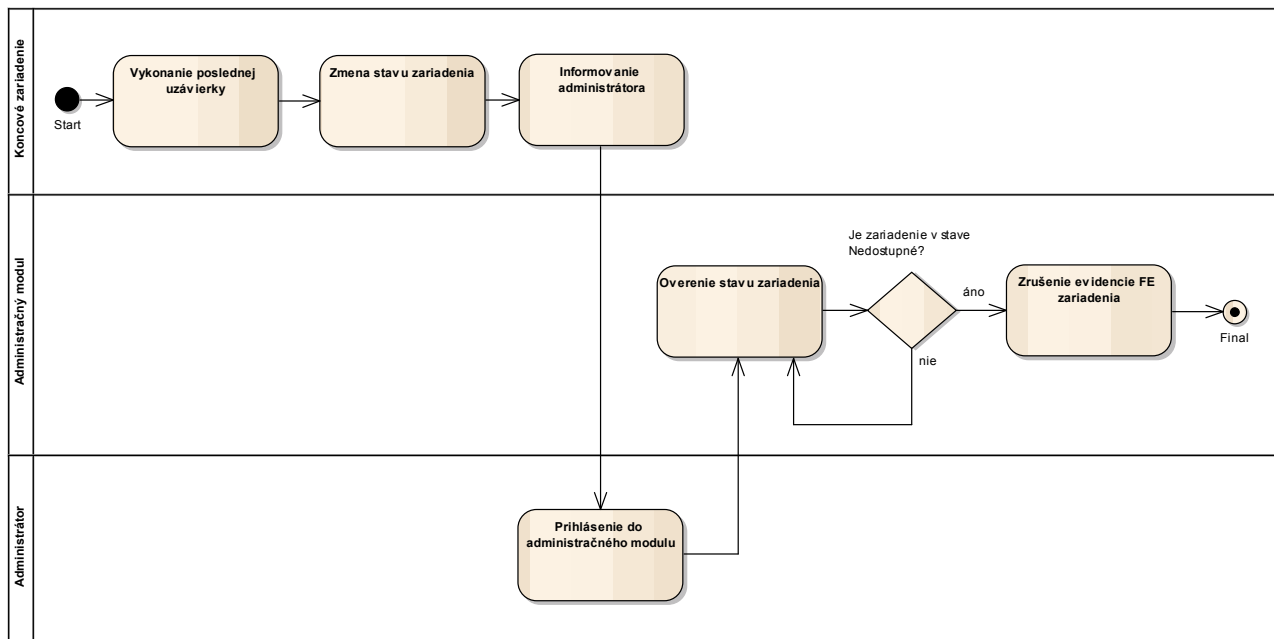 Koncové zariadenie
Start
Vykonanie poslednej
uzávierky
Zmena stavu zariadenia
Informovanie
administrátora
Administračný modul
Overenie stavu zariadenia
Je zariadenie v stave
Nedostupné?
áno
nie
Zrušenie evidencie FE
zariadenia
Final
Administrátor
Prihlásenie do
administračného modulu